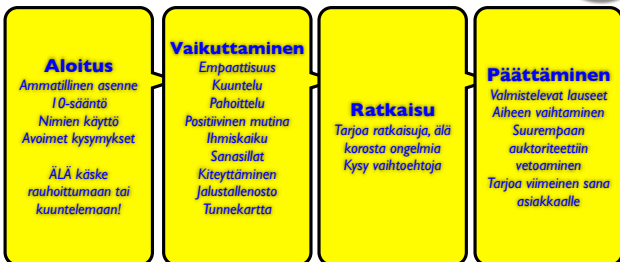 Aloitus
Ammatillinen asenne
10-sääntö
Nimien käyttö
Avoimet kysymykset
ÄLÄ käske
rauhoittumaan tai
kuuntelemaan!
Vaikuttaminen
Empaattisuus
Kuuntelu
Pahoittelu
Positiivinen mutina
Ihmiskaiku
Sanasillat
Kiteyttäminen
Jalustallenosto
Tunnekartta
Ratkaisu
Tarjoa ratkaisuja, älä
korosta ongelmia
Kysy vaihtoehtoja
Päättäminen
Valmistelevat lauseet
Aiheen vaihtaminen
Suurempaan
auktoriteettiin
vetoaminen
Tarjoa viimeinen sana
asiakkaalle